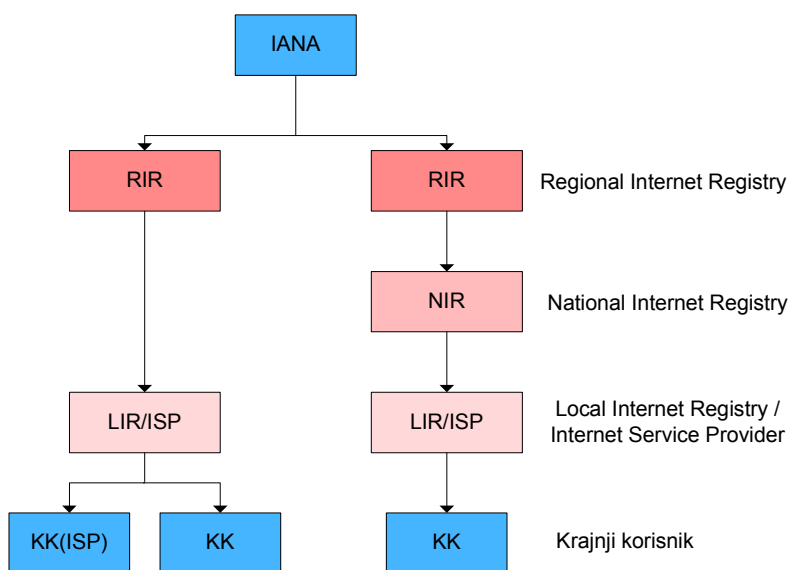 IANA
RIR
RIR
Regional Internet Registry
NIR
National Internet Registry
LIR/ISP
LIR/ISP
Local Internet Registry /
Internet Service Provider
KK(ISP)
KK
KK
Krajnji korisnik